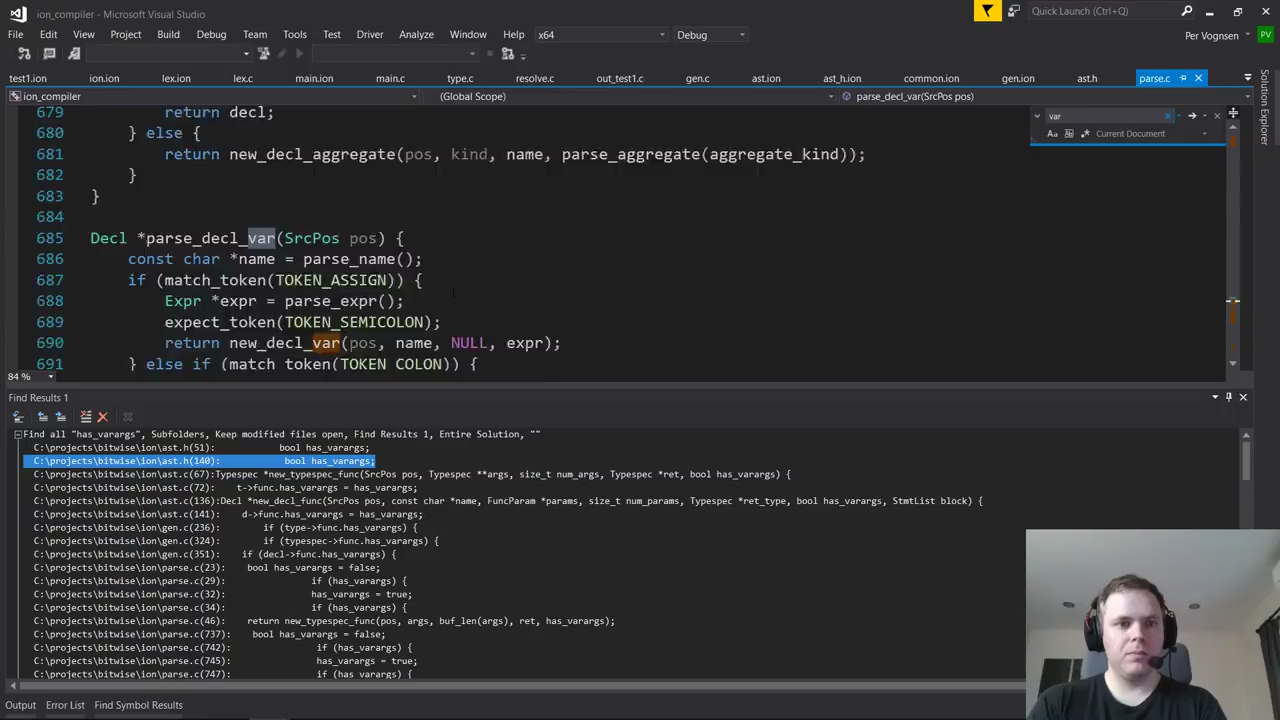 ion_compiler - Microsoft Visual Studio
Quick Launch (Ctrl+Q)
File Edit View Project Build Debug Team Tools Test Driver Analyze Window Help x64 Debug Per Vognsen PV
test1.ion ion.ion lex.ion lex.c main.ion main.c type.c resolve.c out_test1.c gen.c ast.ion ast_h.ion common.ion gen.ion ast.h parse.c
ion_compiler (Global Scope) parse_decl_var(SrcPos pos)
var
Aa Current Document
Solution Explorer
679 return decl;
680 } else {
681 return new_decl_aggregate(pos, kind, name, parse_aggregate(aggregate_kind));
682 }
683 }
684
685 Decl *parse_decl_var(SrcPos pos) {
686 const char *name = parse_name();
687 if (match_token(TOKEN_ASSIGN)) {
688 Expr *expr = parse_expr();
689 expect_token(TOKEN_SEMICOLON);
690 return new_decl_var(pos, name, NULL, expr);
691 } else if (match_token(TOKEN_COLON)) {
84 %
Find Results 1
Find all "has_varargs", Subfolders, Keep modified files open, Find Results 1, Entire Solution, ""
C:\projects\bitwise\ion\ast.h(51): bool has_varargs;
C:\projects\bitwise\ion\ast.h(140): bool has_varargs;
C:\projects\bitwise\ion\ast.c(67):Typespec *new_typespec_func(SrcPos pos, Typespec **args, size_t num_args, Typespec *ret, bool has_varargs) {
C:\projects\bitwise\ion\ast.c(72): t->func.has_varargs = has_varargs;
C:\projects\bitwise\ion\ast.c(136):Decl *new_decl_func(SrcPos pos, const char *name, FuncParam *params, size_t num_params, Typespec *ret_type, bool has_varargs, StmtList block) {
C:\projects\bitwise\ion\ast.c(141): d->func.has_varargs = has_varargs;
C:\projects\bitwise\ion\gen.c(236): if (type->func.has_varargs) {
C:\projects\bitwise\ion\gen.c(324): if (typespec->func.has_varargs) {
C:\projects\bitwise\ion\gen.c(351): if (decl->func.has_varargs) {
C:\projects\bitwise\ion\parse.c(23): bool has_varargs = false;
C:\projects\bitwise\ion\parse.c(29): if (has_varargs) {
C:\projects\bitwise\ion\parse.c(32): has_varargs = true;
C:\projects\bitwise\ion\parse.c(34): if (has_varargs) {
C:\projects\bitwise\ion\parse.c(46): return new_typespec_func(pos, args, buf_len(args), ret, has_varargs);
C:\projects\bitwise\ion\parse.c(737): bool has_varargs = false;
C:\projects\bitwise\ion\parse.c(742): if (has_varargs) {
C:\projects\bitwise\ion\parse.c(745): has_varargs = true;
C:\projects\bitwise\ion\parse.c(747): if (has_varargs) {
Output Error List Find Symbol Results